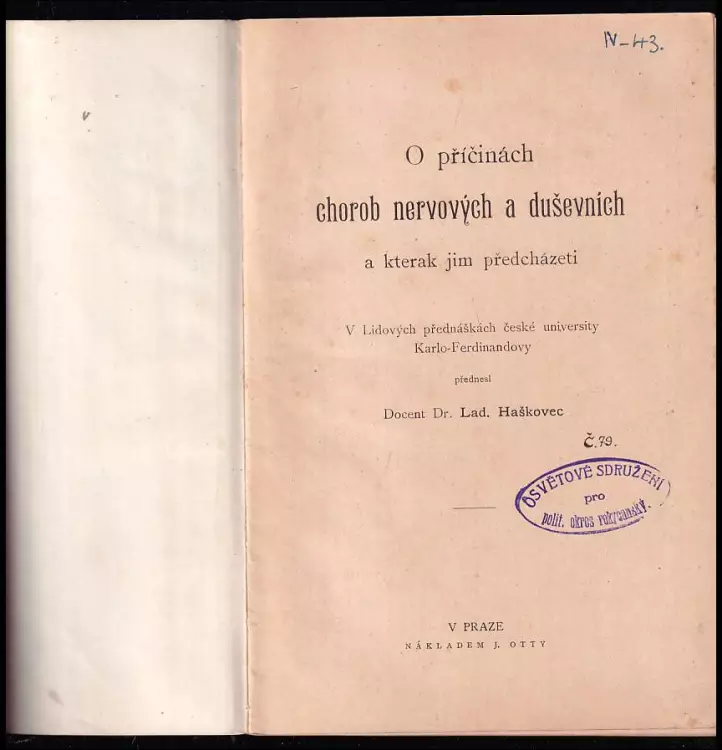 N-43.
O příčinách
chorob nervových a duševních
a kterak jim předcházeti
V Lidových přednáškách české university
Karlo-Ferdinandovy
přednesl
Docent Dr. Lad. Haškovec
Č.79.
OSVĚTOVÉ SDRUŽENÍ
pro
polit. okres rokycanský.
V PRAZE
NÁKLADEM J. OTTY